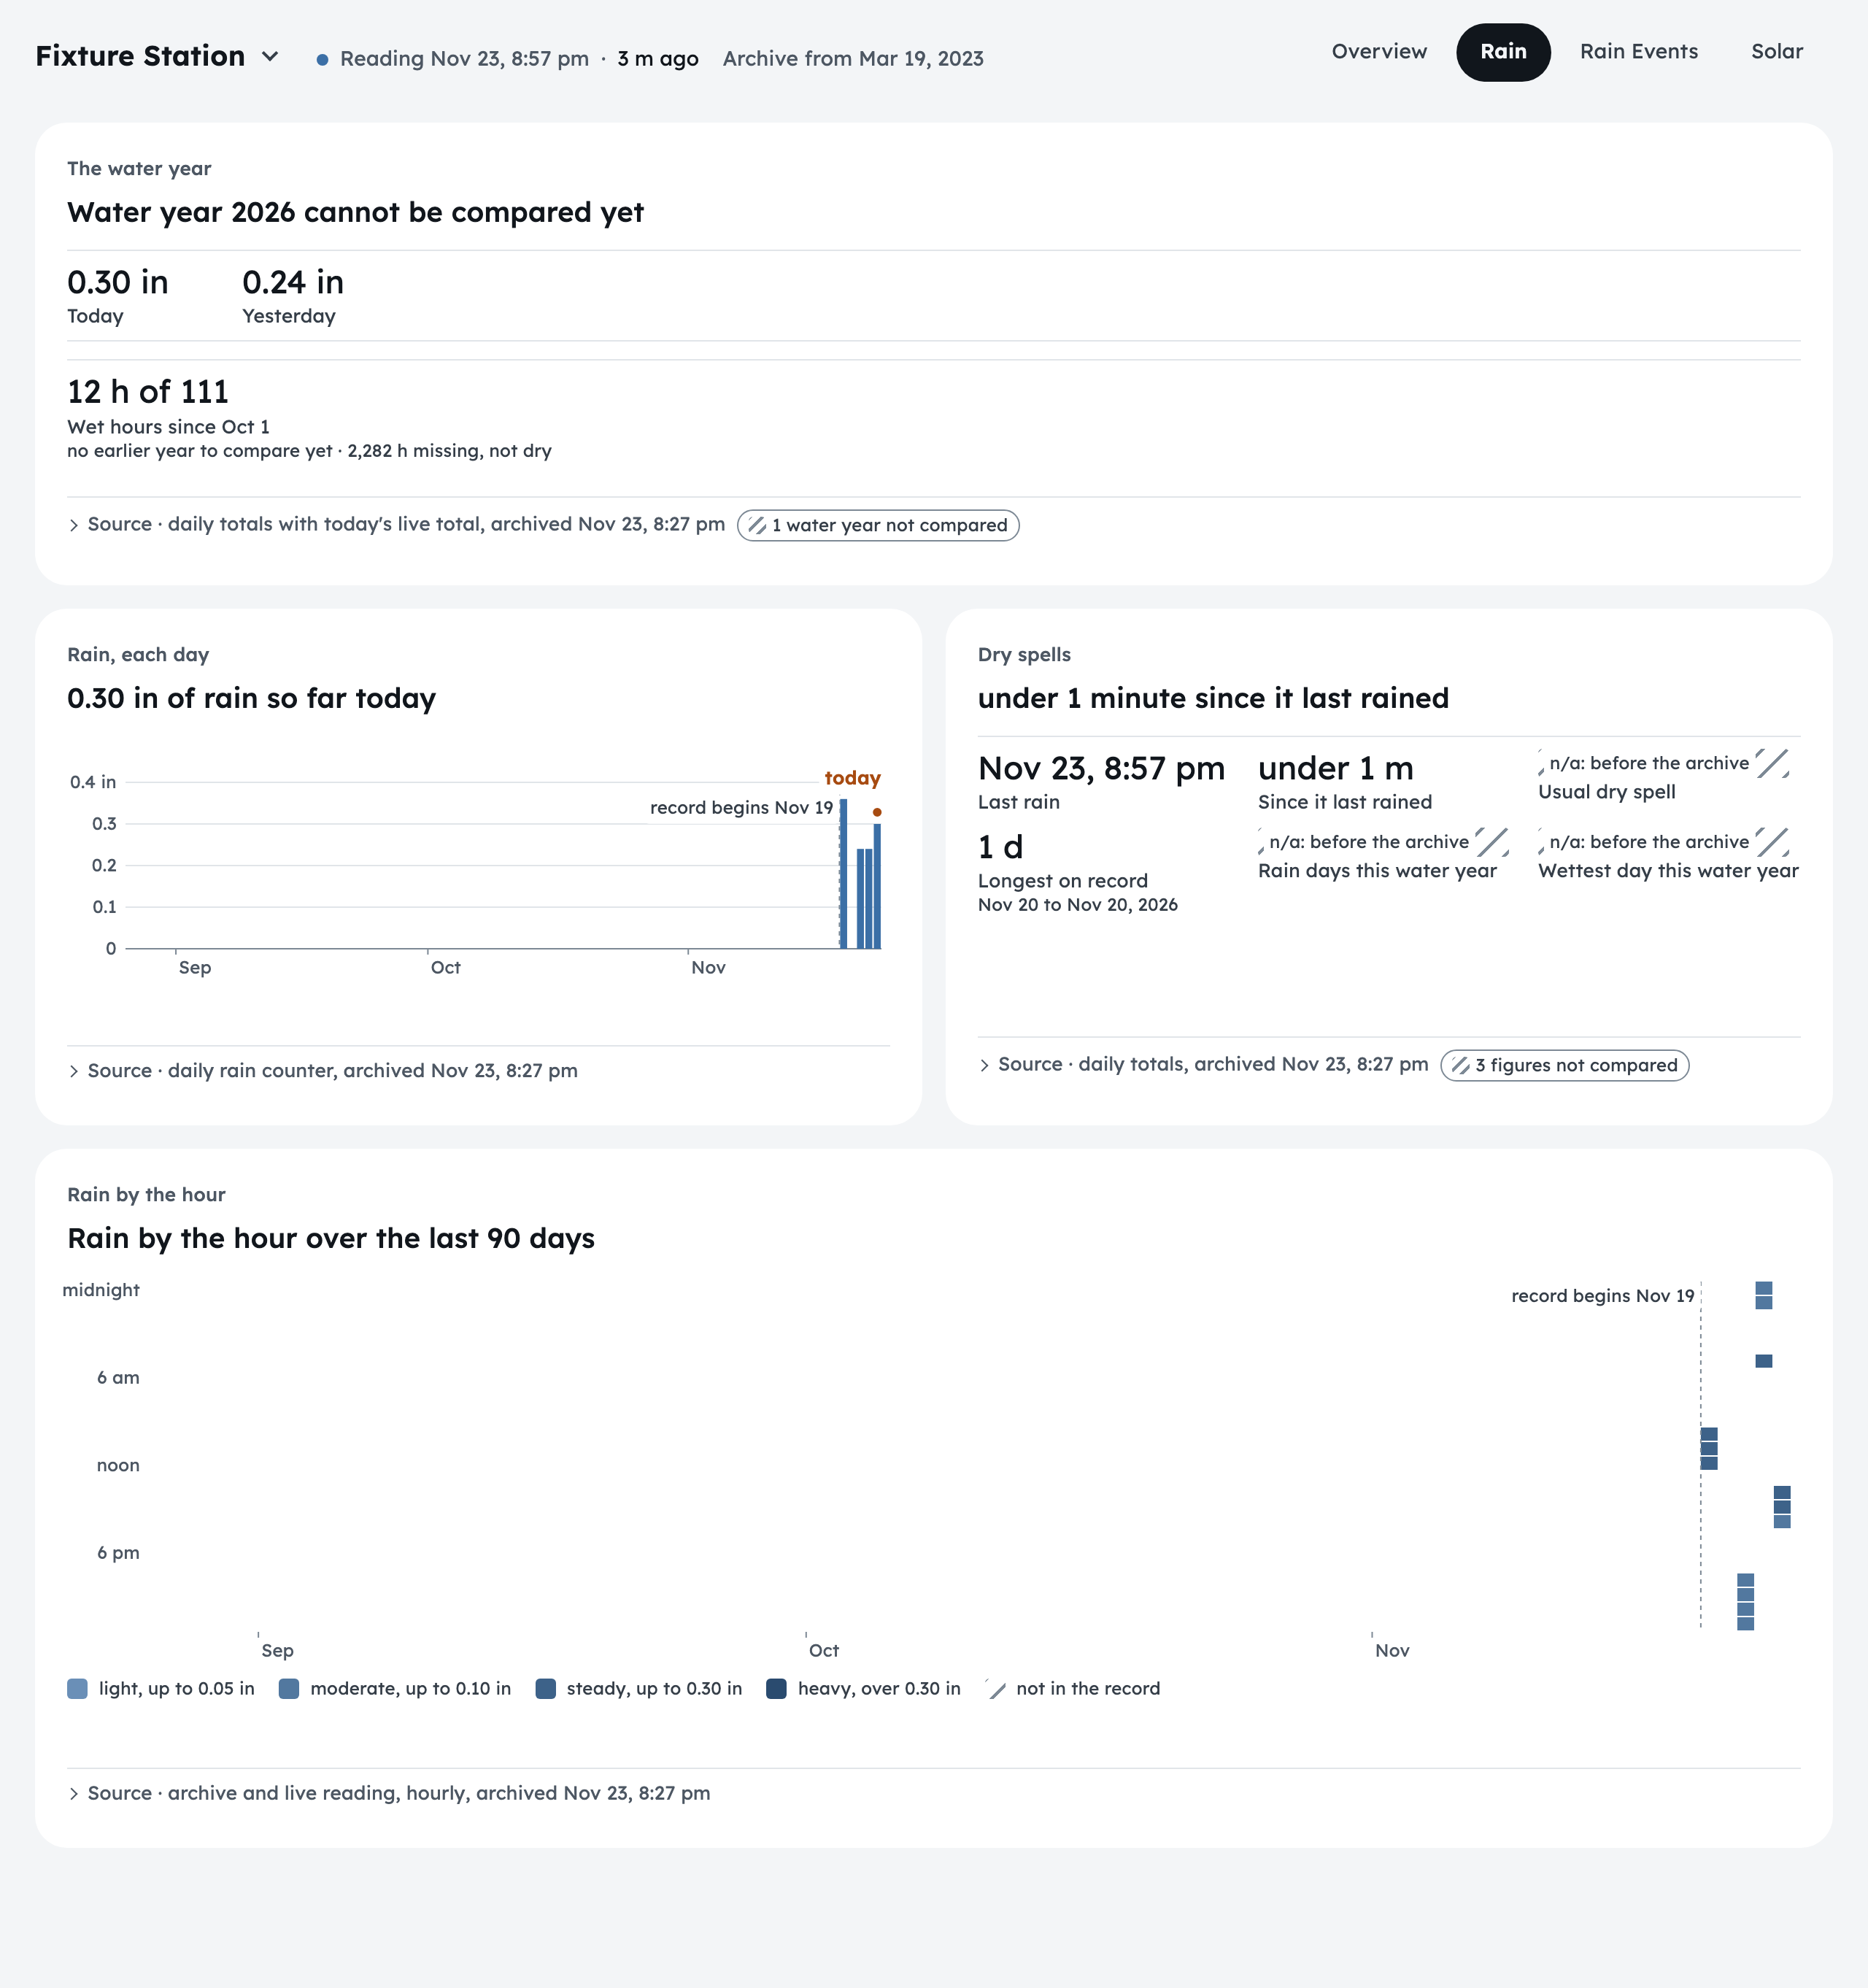 Fixture Station
Reading Nov 23, 8:57 pm · 3 m ago Archive from Mar 19, 2023
Overview Rain Rain Events Solar
The water year
Water year 2026 cannot be compared yet
0.30 in 0.24 in
Today Yesterday
12 h of 111
Wet hours since Oct 1
no earlier year to compare yet · 2,282 h missing, not dry
Source · daily totals with today's live total, archived Nov 23, 8:27 pm 1 water year not compared
Rain, each day
0.30 in of rain so far today
0.4 in
today
record begins Nov 19
0.3
0.2
0.1
0
Sep Oct Nov
Source · daily rain counter, archived Nov 23, 8:27 pm
Dry spells
under 1 minute since it last rained
Nov 23, 8:57 pm
Last rain
under 1 m
Since it last rained
n/a: before the archive
Usual dry spell
1 d
Longest on record
Nov 20 to Nov 20, 2026
n/a: before the archive
Rain days this water year
n/a: before the archive
Wettest day this water year
Source · daily totals, archived Nov 23, 8:27 pm 3 figures not compared
Rain by the hour
Rain by the hour over the last 90 days
midnight
record begins Nov 19
6 am
noon
6 pm
Sep Oct Nov
light, up to 0.05 in moderate, up to 0.10 in steady, up to 0.30 in heavy, over 0.30 in not in the record
Source · archive and live reading, hourly, archived Nov 23, 8:27 pm